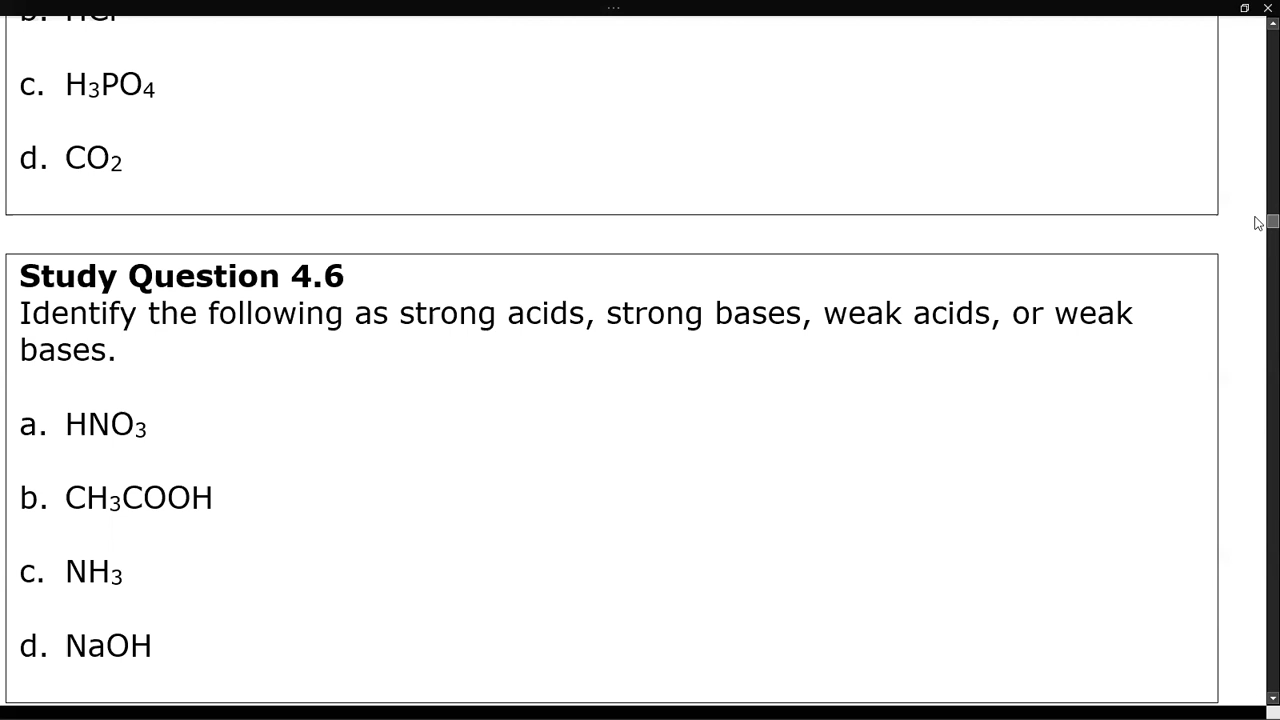 c. H₃PO₄
d. CO₂
Study Question 4.6
Identify the following as strong acids, strong bases, weak acids, or weak
bases.
a. HNO₃
b. CH₃COOH
c. NH₃
d. NaOH